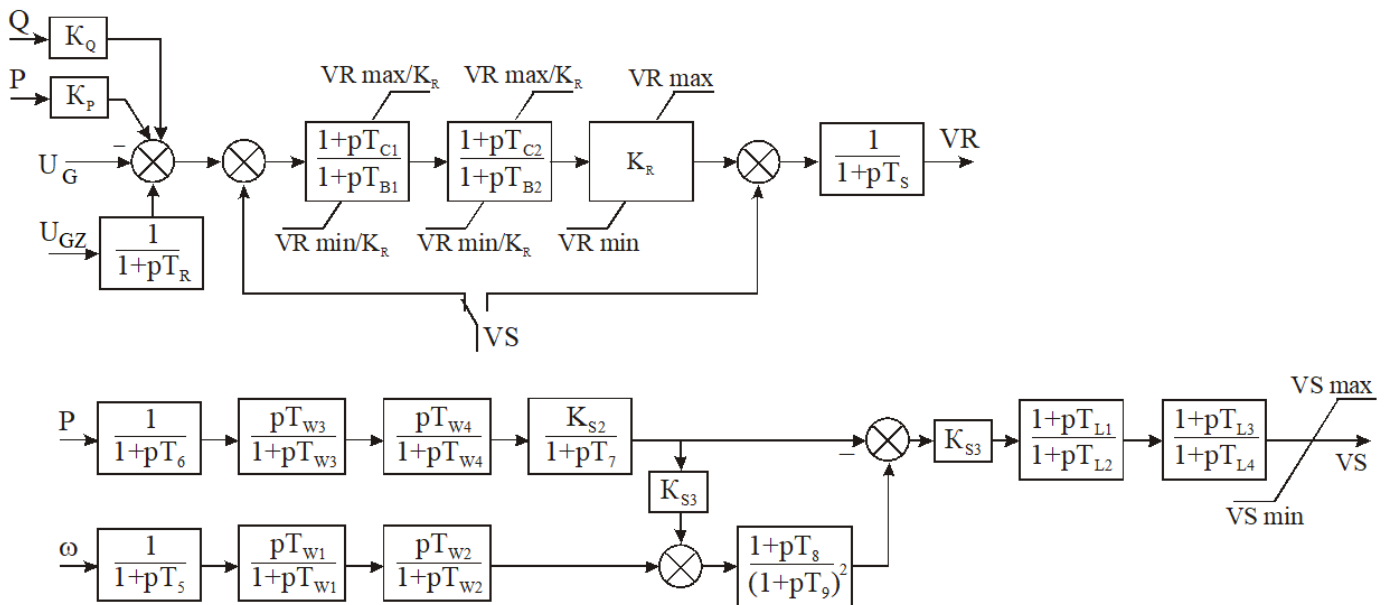 Q
K_Q
P
K_P
–
U_G
U_GZ
1
1+pT_R
VR max/K_R
1+pT_C1
1+pT_B1
VR min/K_R
VR max/K_R
1+pT_C2
1+pT_B2
VR min/K_R
VR max
K_R
VR min
1
1+pT_S
VR
VS
P
1
1+pT_6
pT_W3
1+pT_W3
pT_W4
1+pT_W4
K_S2
1+pT_7
K_S3
–
K_S3
1+pT_L1
1+pT_L2
1+pT_L3
1+pT_L4
VS max
VS
VS min
ω
1
1+pT_5
pT_W1
1+pT_W1
pT_W2
1+pT_W2
1+pT_8
(1+pT_9)²